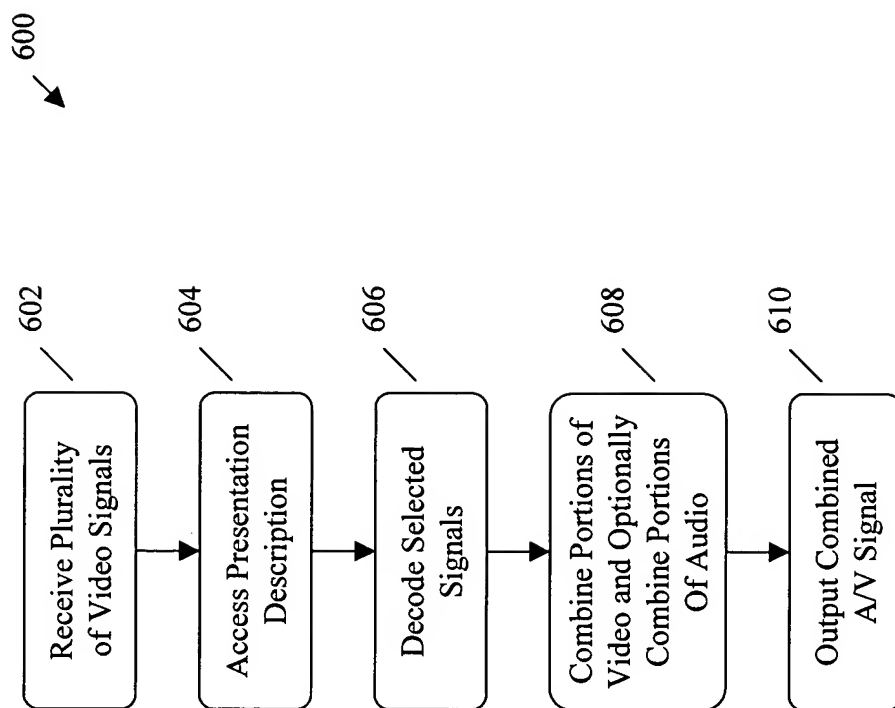 600
602
Receive Plurality
of Video Signals
604
Access Presentation
Description
606
Decode Selected
Signals
608
Combine Portions of
Video and Optionally
Combine Portions
Of Audio
610
Output Combined
A/V Signal